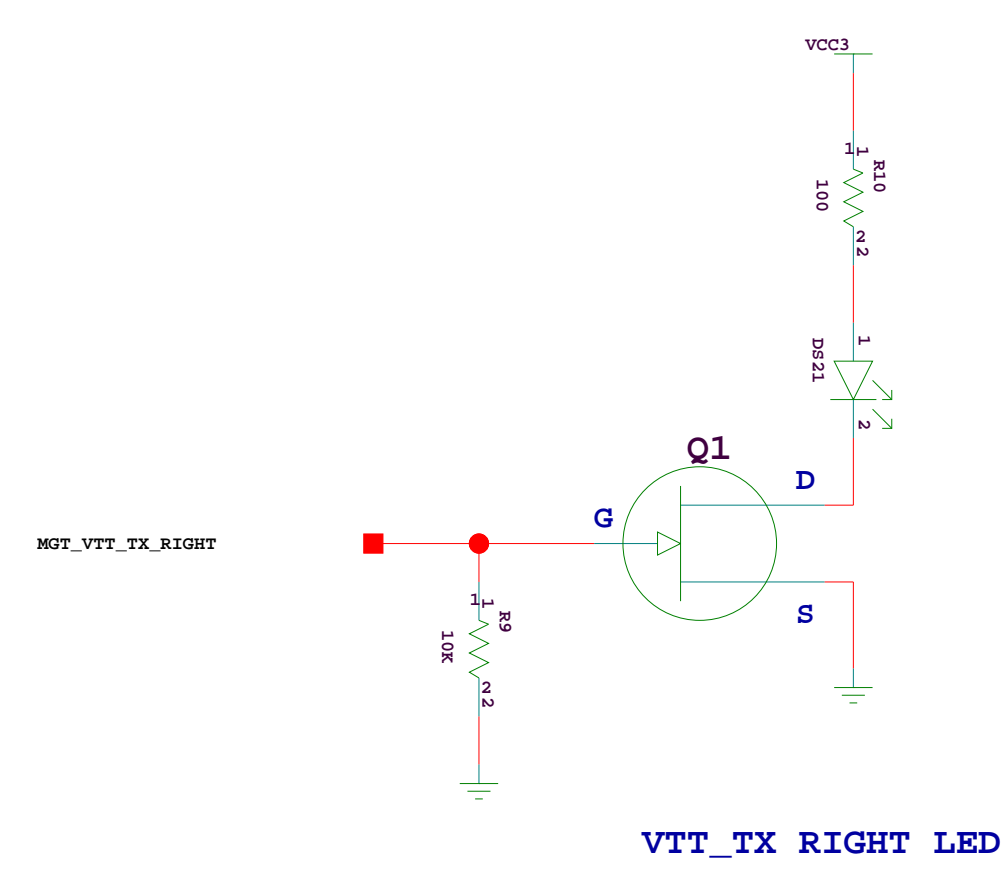 VCC3
1
1
R10
100
2
2
1
DS21
2
Q1
D
G
MGT_VTT_TX_RIGHT
S
1
1
R9
10K
2
2
VTT_TX RIGHT LED